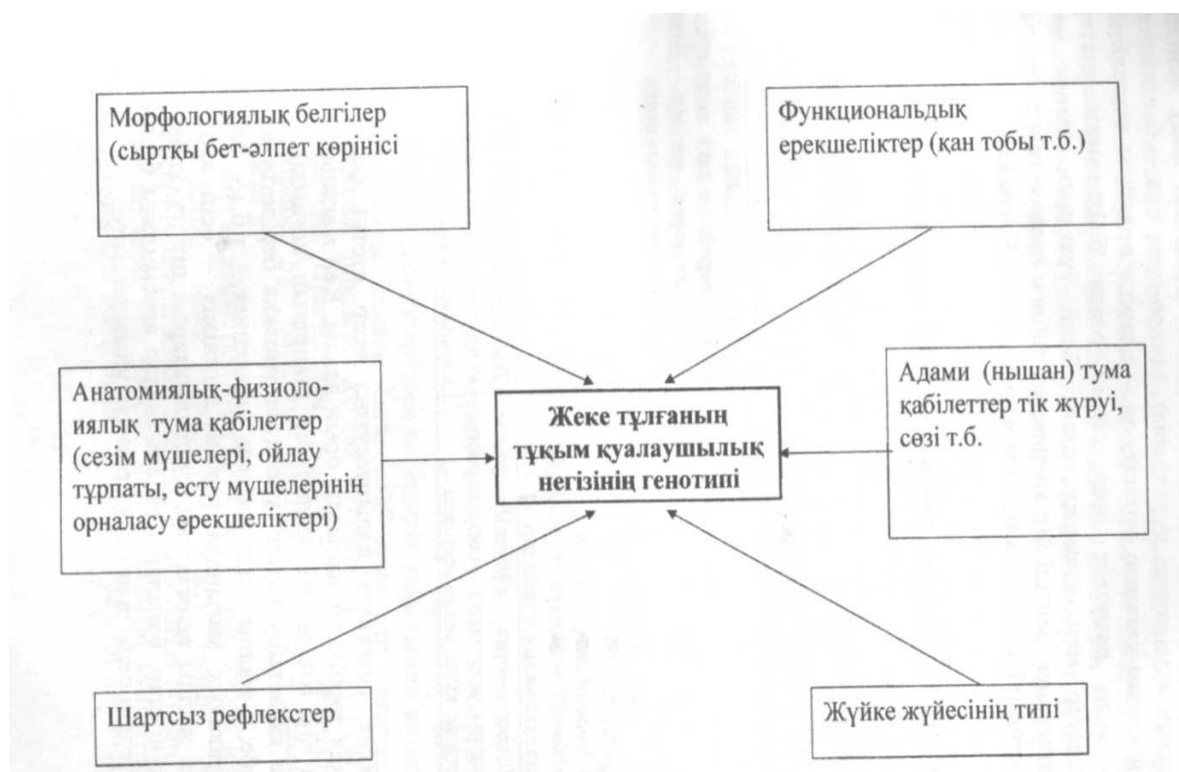 Морфологиялық белгілер
(сыртқы бет-әлпет көрінісі
Функциональдық
ерекшеліктер (қан тобы т.б.)
Анатомиялық-физиоло-
иялық тума қабілеттер
(сезім мүшелері, ойлау
тұрпаты, есту мүшелерінің
орналасу ерекшеліктері)
Жеке тұлғаның
тұқым қуалаушылық
негізінің генотипі
Адами (нышан) тума
қабілеттер тік жүруі,
сөзі т.б.
Шартсыз рефлекстер
Жүйке жүйесінің типі